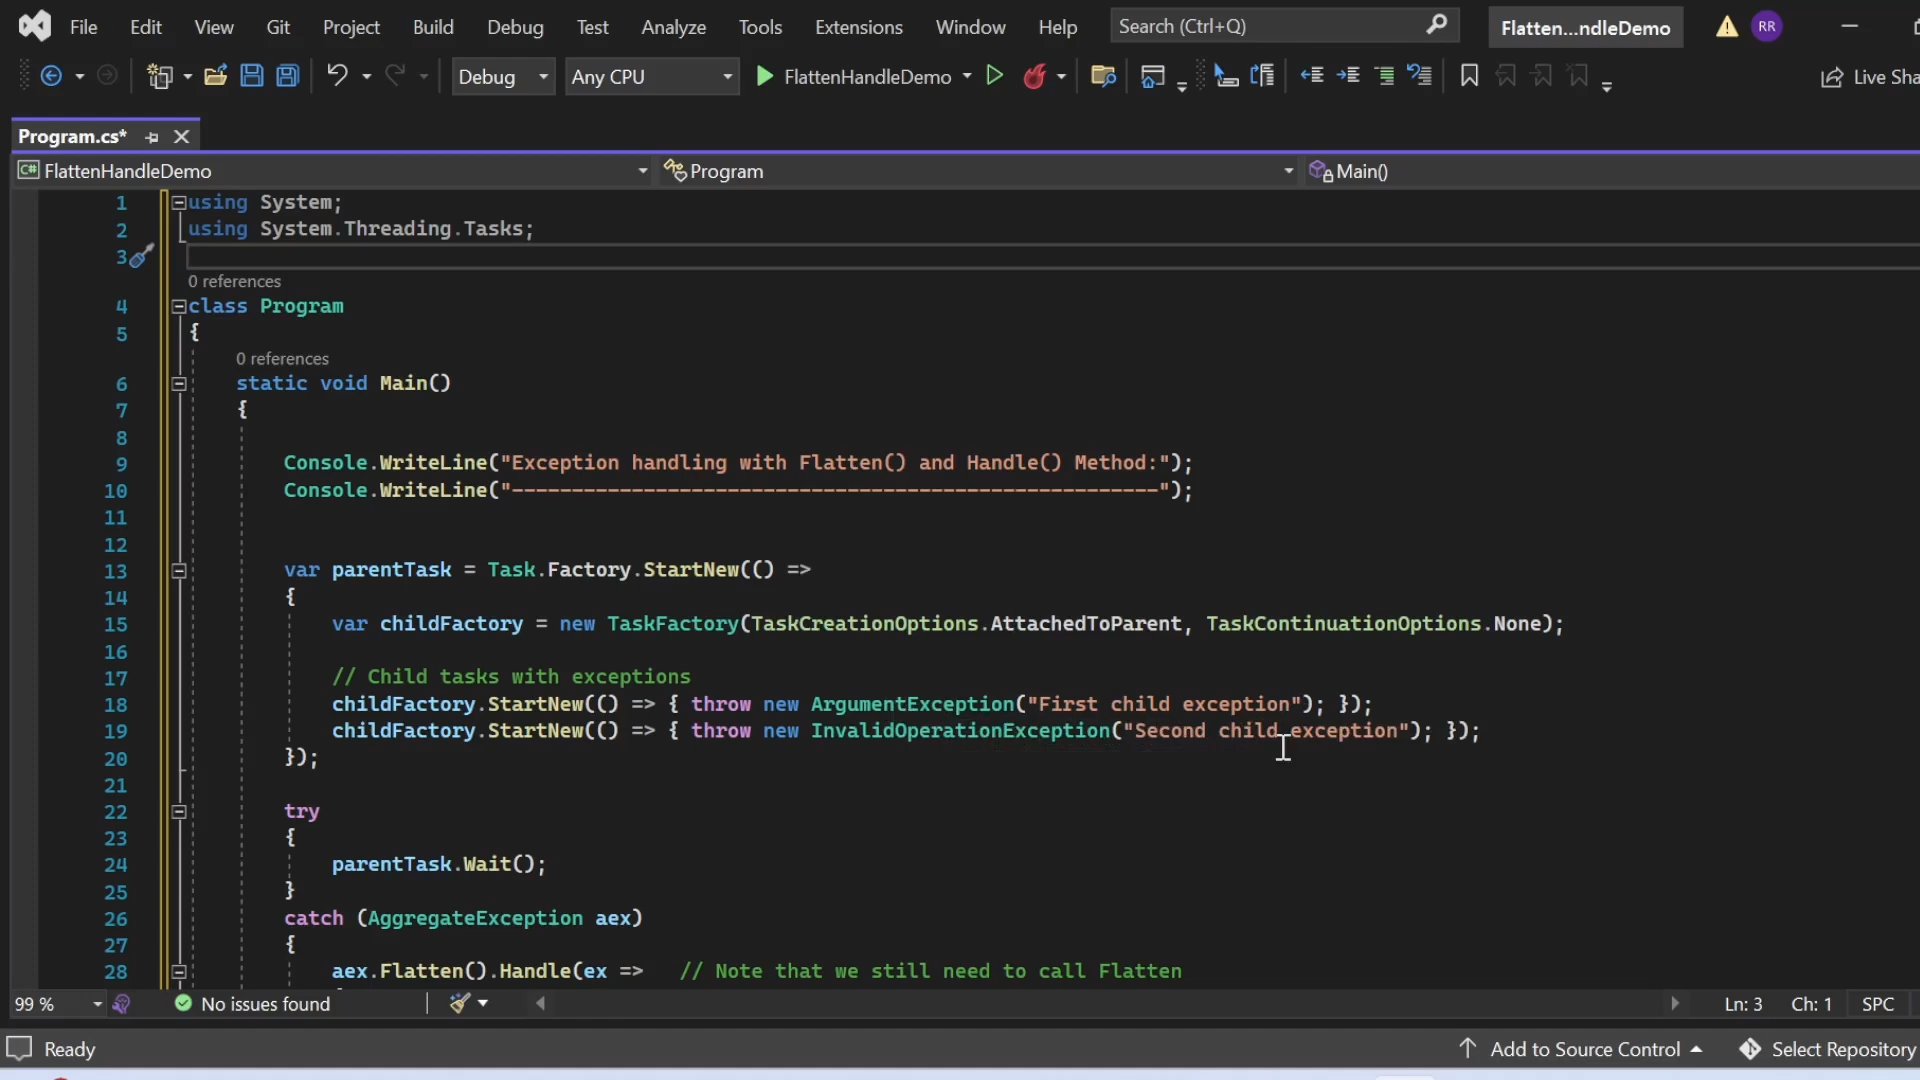 File Edit View Git Project Build Debug Test Analyze Tools Extensions Window Help Search (Ctrl+Q) Flatten...ndleDemo RR
Debug Any CPU FlattenHandleDemo Live Sha
Program.cs*
C# FlattenHandleDemo Program Main()
1 using System;
2 using System.Threading.Tasks;
3
0 references
4 class Program
5 {
0 references
6 static void Main()
7 {
8
9 Console.WriteLine("Exception handling with Flatten() and Handle() Method:");
10 Console.WriteLine("------------------------------------------------------");
11
12
13 var parentTask = Task.Factory.StartNew(() =>
14 {
15 var childFactory = new TaskFactory(TaskCreationOptions.AttachedToParent, TaskContinuationOptions.None);
16
17 // Child tasks with exceptions
18 childFactory.StartNew(() => { throw new ArgumentException("First child exception"); });
19 childFactory.StartNew(() => { throw new InvalidOperationException("Second child exception"); });
20 });
21
22 try
23 {
24 parentTask.Wait();
25 }
26 catch (AggregateException aex)
27 {
28 aex.Flatten().Handle(ex => // Note that we still need to call Flatten
99 % No issues found Ln: 3 Ch: 1 SPC
Ready Add to Source Control Select Repository